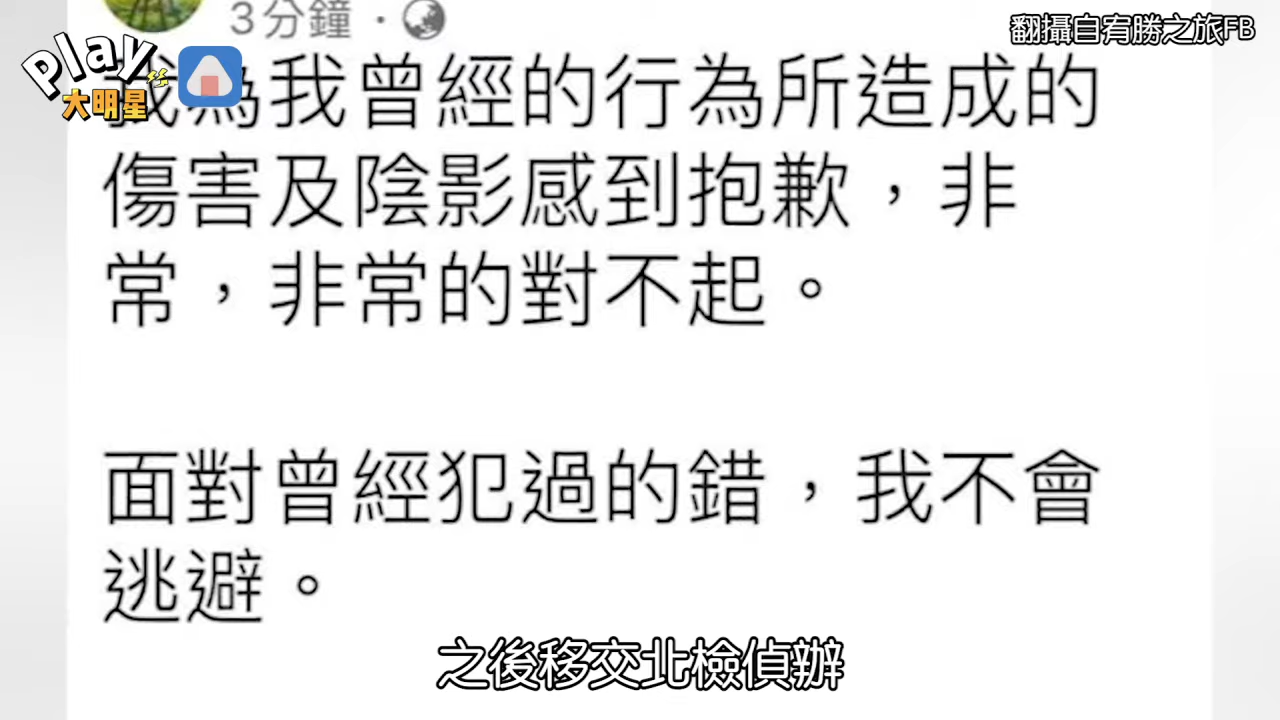 3分鐘
翻攝自宥勝之旅FB
Play
大明星
我為我曾經的行為所造成的
傷害及陰影感到抱歉，非
常，非常的對不起。
面對曾經犯過的錯，我不會
逃避。
之後移交北檢偵辦